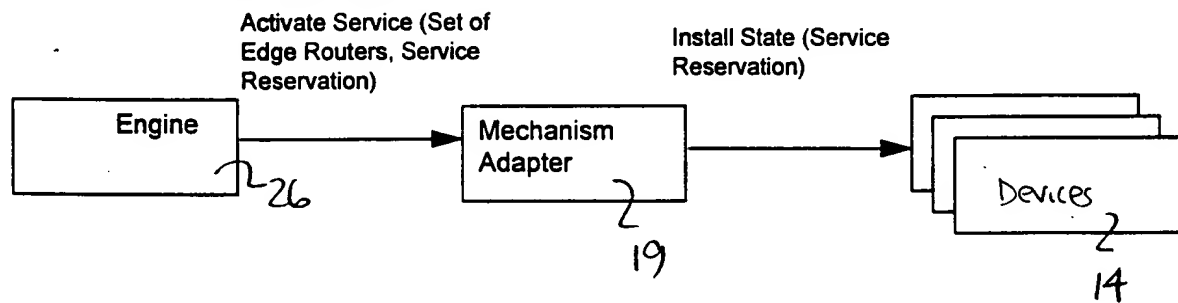 Activate Service (Set of
Edge Routers, Service
Reservation)
Install State (Service
Reservation)
Engine
Mechanism
Adapter
Devices
26
19
14